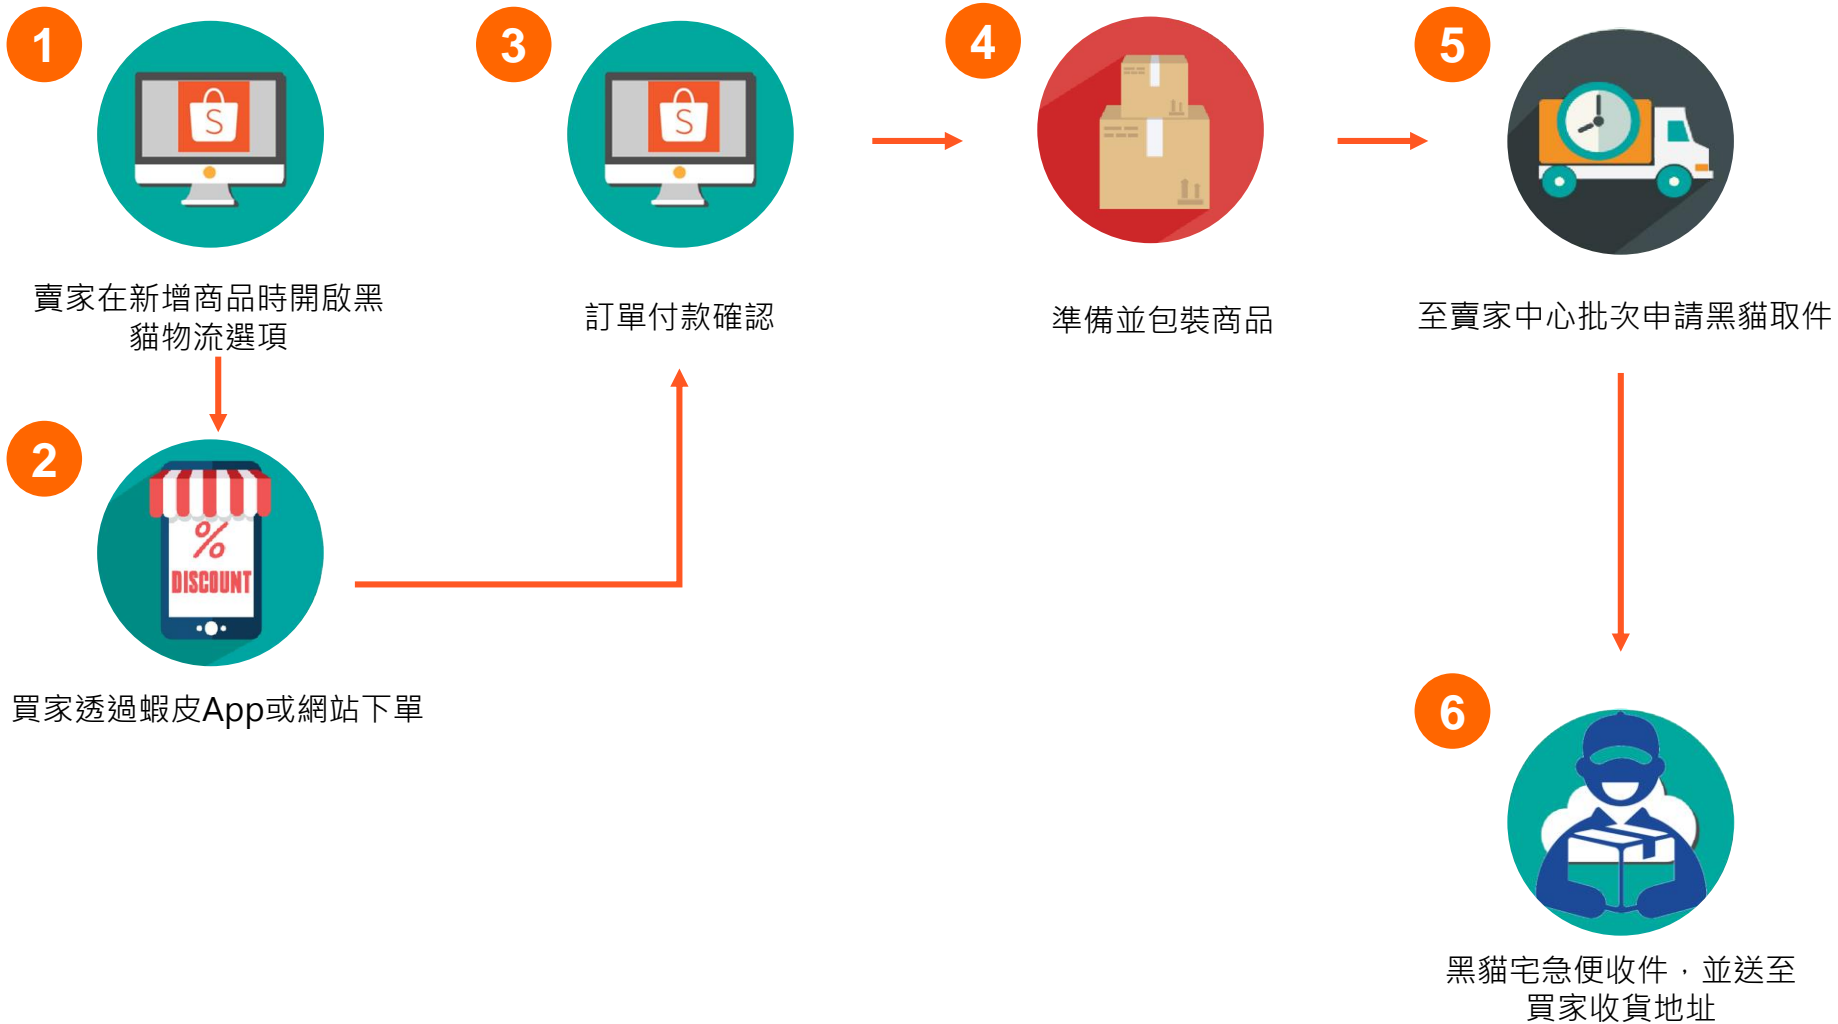 1
賣家在新增商品時開啟黑
貓物流選項
2
%
DISCOUNT
買家透過蝦皮App或網站下單
3
S
訂單付款確認
4
準備並包裝商品
5
至賣家中心批次申請黑貓取件
6
黑貓宅急便收件，並送至
買家收貨地址
S